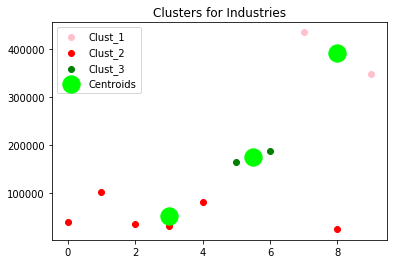 Clusters for Industries
Clust_1
Clust_2
Clust_3
Centroids
400000
300000
200000
100000
0 2 4 6 8